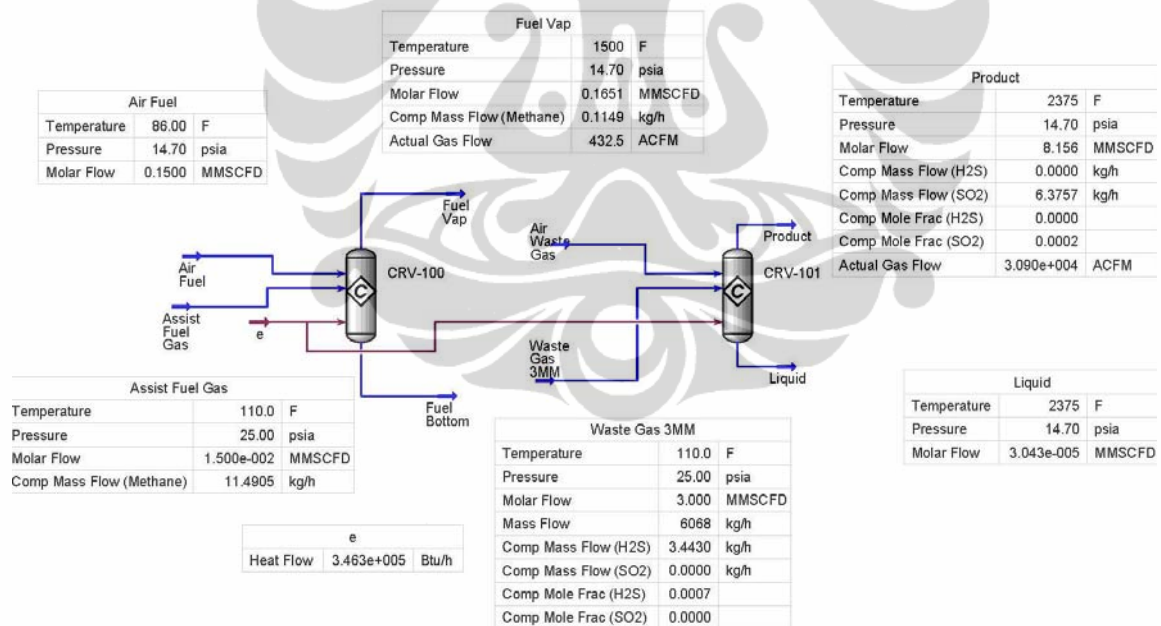 Fuel Vap
Temperature 1500 F
Pressure 14.70 psia
Molar Flow 0.1651 MMSCFD
Comp Mass Flow (Methane) 0.1149 kg/h
Actual Gas Flow 432.5 ACFM
Air Fuel
Temperature 86.00 F
Pressure 14.70 psia
Molar Flow 0.1500 MMSCFD
Product
Temperature 2375 F
Pressure 14.70 psia
Molar Flow 8.156 MMSCFD
Comp Mass Flow (H2S) 0.0000 kg/h
Comp Mass Flow (SO2) 6.3757 kg/h
Comp Mole Frac (H2S) 0.0000
Comp Mole Frac (SO2) 0.0002
Actual Gas Flow 3.090e+004 ACFM
Fuel
Vap
Air
Fuel
CRV-100
Assist
Fuel
Gas
e
Fuel
Bottom
Air
Waste
Gas
Product
CRV-101
Waste
Gas
3MM
Liquid
Assist Fuel Gas
Temperature 110.0 F
Pressure 25.00 psia
Molar Flow 1.500e-002 MMSCFD
Comp Mass Flow (Methane) 11.4905 kg/h
e
Heat Flow 3.463e+005 Btu/h
Waste Gas 3MM
Temperature 110.0 F
Pressure 25.00 psia
Molar Flow 3.000 MMSCFD
Mass Flow 6068 kg/h
Comp Mass Flow (H2S) 3.4430 kg/h
Comp Mass Flow (SO2) 0.0000 kg/h
Comp Mole Frac (H2S) 0.0007
Comp Mole Frac (SO2) 0.0000
Liquid
Temperature 2375 F
Pressure 14.70 psia
Molar Flow 3.043e-005 MMSCFD